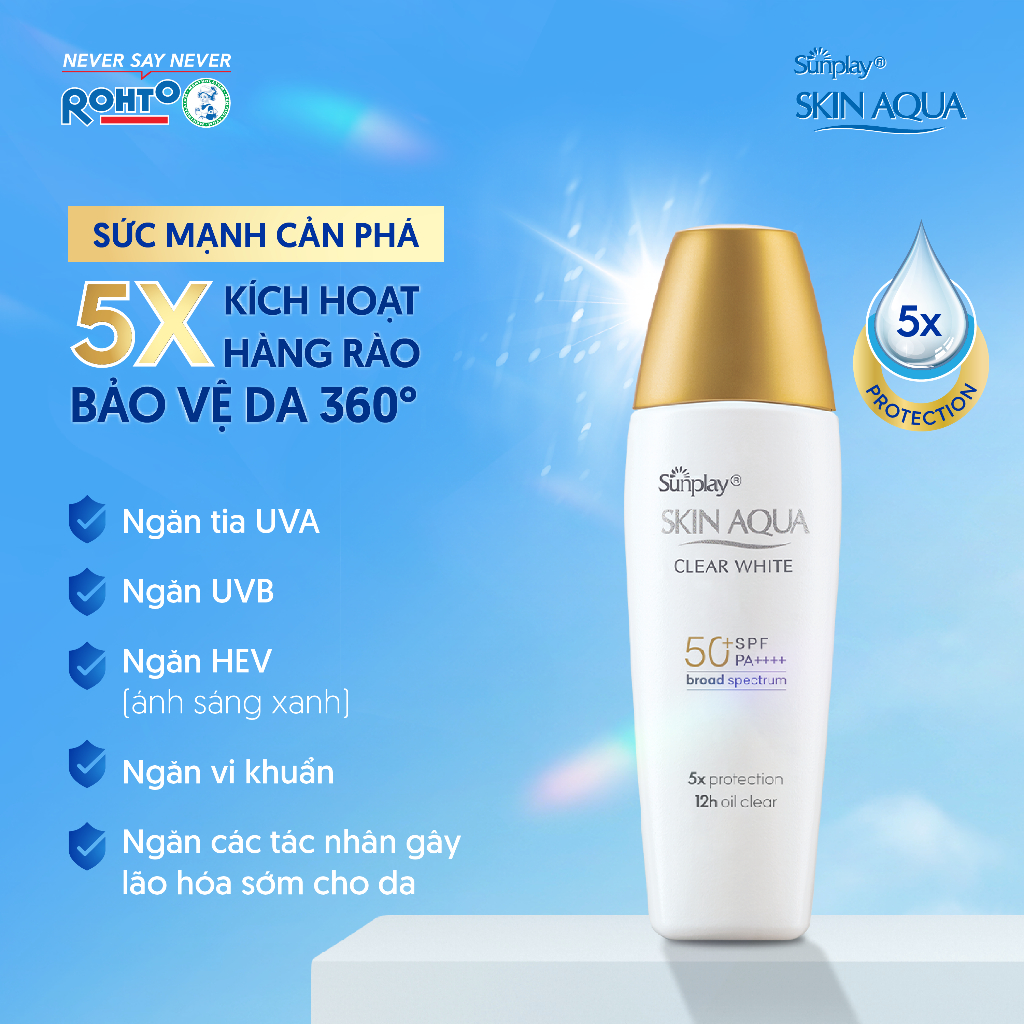 NEVER SAY NEVER
ROHTO
Sunplay®
SKIN AQUA
SỨC MẠNH CẢN PHÁ
5X KÍCH HOẠT
HÀNG RÀO
BẢO VỆ DA 360°
5x
PROTECTION
Ngăn tia UVA
Ngăn UVB
Ngăn HEV
(ánh sáng xanh)
Ngăn vi khuẩn
Ngăn các tác nhân gây
lão hóa sớm cho da
Sunplay®
SKIN AQUA
CLEAR WHITE
50+ SPF
PA++++
broad spectrum
5x protection
12h oil clear